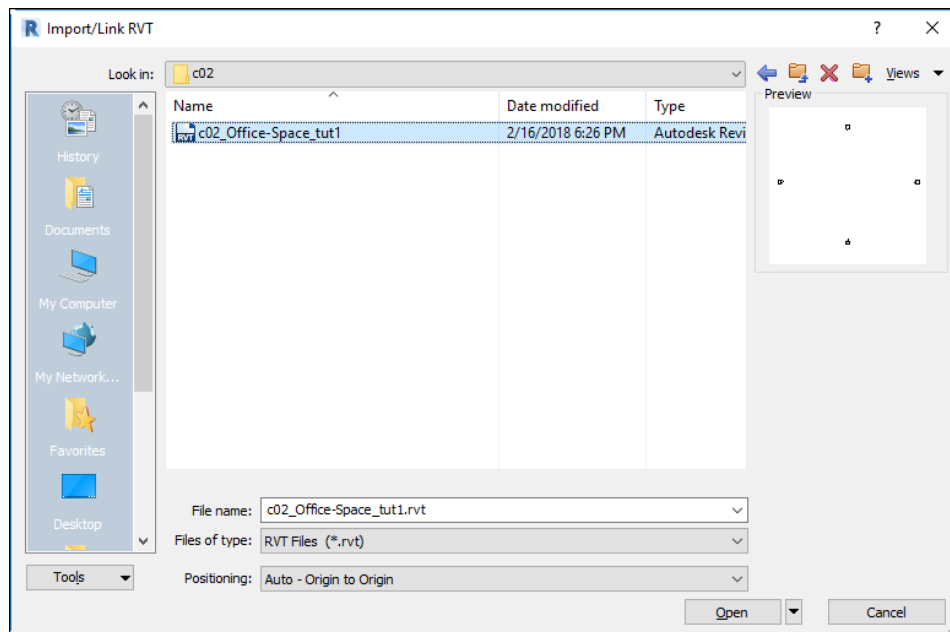 Import/Link RVT
Look in: c02 Views
Name Date modified Type Preview
c02_Office-Space_tut1 2/16/2018 6:26 PM Autodesk Revi
History
Documents
My Computer
My Network...
Favorites
Desktop
File name: c02_Office-Space_tut1.rvt
Files of type: RVT Files (*.rvt)
Tools Positioning: Auto - Origin to Origin
Open Cancel